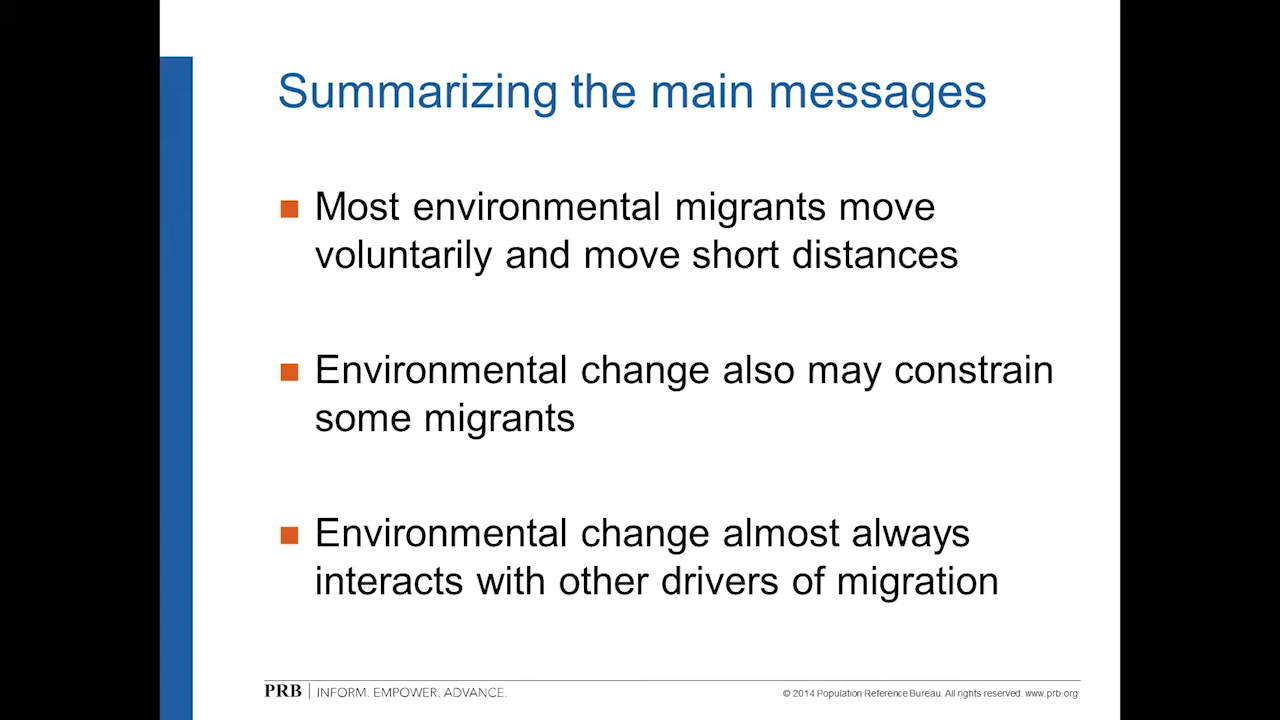 Summarizing the main messages
Most environmental migrants move
voluntarily and move short distances
Environmental change also may constrain
some migrants
Environmental change almost always
interacts with other drivers of migration
PRB | INFORM. EMPOWER. ADVANCE.
© 2014 Population Reference Bureau. All rights reserved. www.prb.org